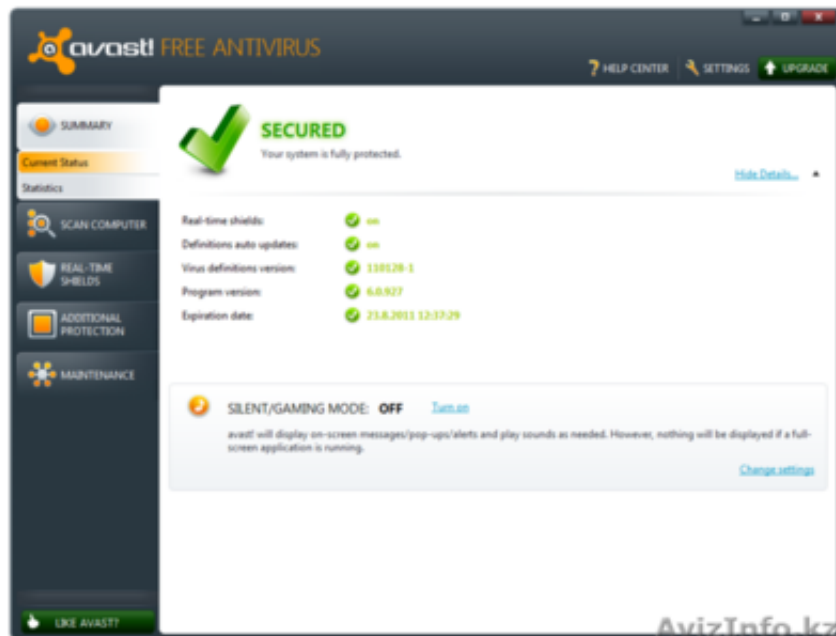 avast! FREE ANTIVIRUS
HELP CENTER
SETTINGS
UPGRADE
SUMMARY
Current Status
Statistics
SCAN COMPUTER
REAL-TIME
SHIELDS
ADDITIONAL
PROTECTION
MAINTENANCE
SECURED
Your system is fully protected.
Hide Details...
Real-time shields: on
Definitions auto updates: on
Virus definitions version: 110128-1
Program version: 6.0.927
Expiration date: 23.8.2011 12:37:29
SILENT/GAMING MODE: OFF Turn on
avast! will display on-screen messages/pop-ups/alerts and play sounds as needed. However, nothing will be displayed if a full-
screen application is running.
Change settings
LIKE AVAST?
AvizInfo.kz